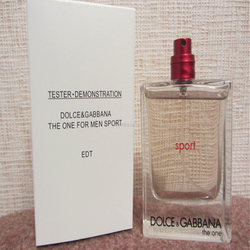 TESTER•DEMONSTRATION
DOLCE&GABBANA
THE ONE FOR MEN SPORT
EDT
sport
DOLCE&GABBANA
the one